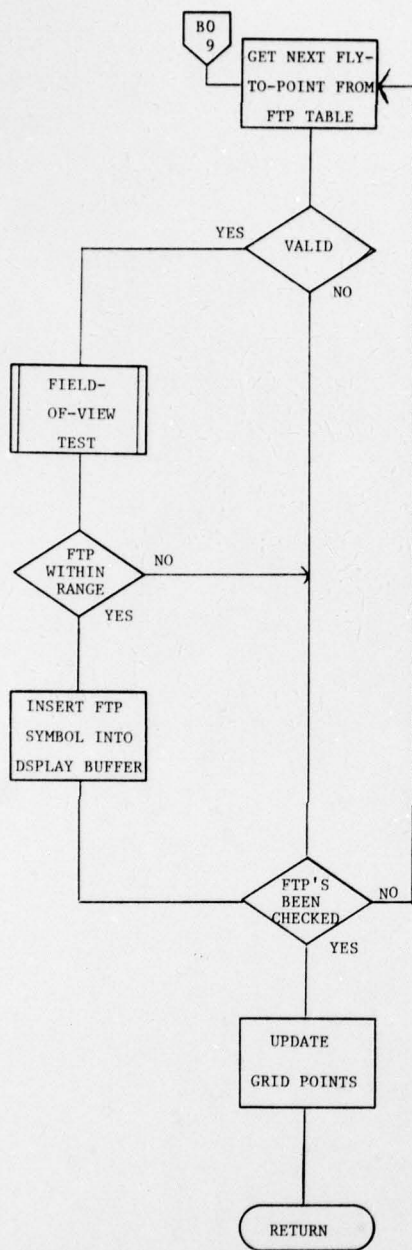 BO
9
GET NEXT FLY-
TO-POINT FROM
FTP TABLE
YES
VALID
NO
FIELD-
OF-VIEW
TEST
FTP
WITHIN
RANGE
NO
YES
INSERT FTP
SYMBOL INTO
DSPLAY BUFFER
FTP'S
BEEN
CHECKED
NO
YES
UPDATE
GRID POINTS
RETURN